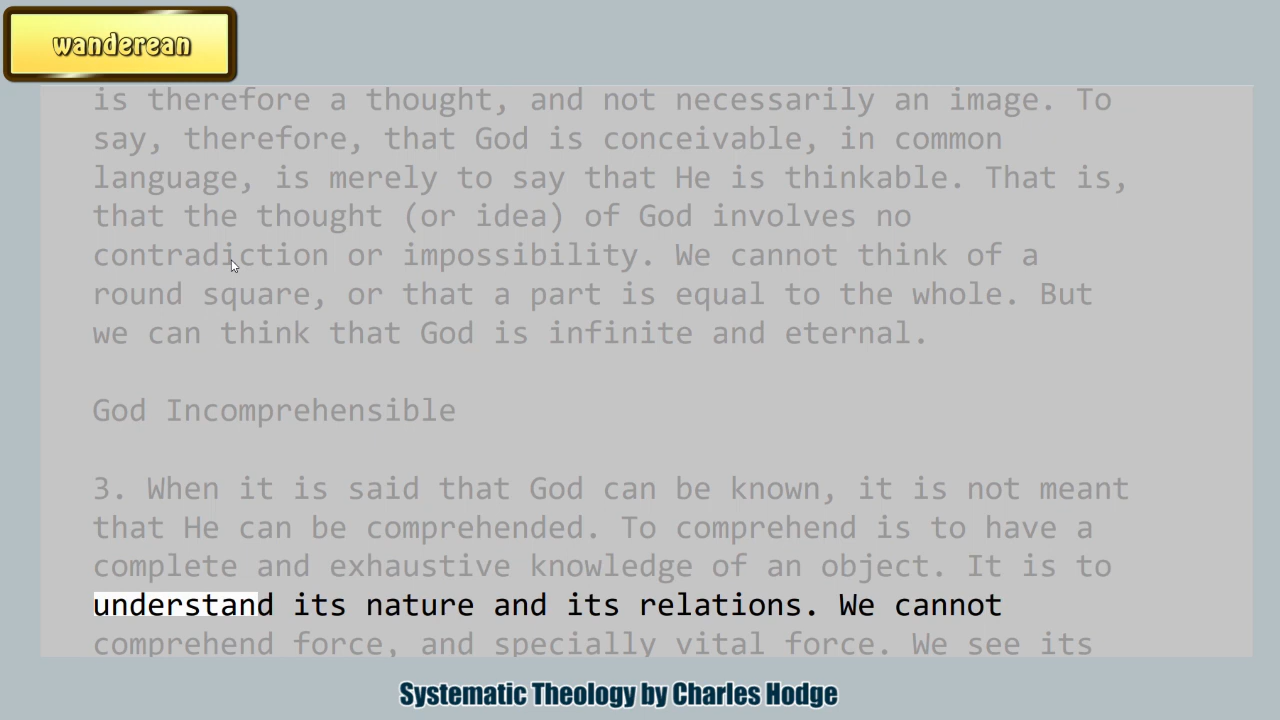 wanderean
is therefore a thought, and not necessarily an image. To
say, therefore, that God is conceivable, in common
language, is merely to say that He is thinkable. That is,
that the thought (or idea) of God involves no
contradiction or impossibility. We cannot think of a
round square, or that a part is equal to the whole. But
we can think that God is infinite and eternal.
God Incomprehensible
3. When it is said that God can be known, it is not meant
that He can be comprehended. To comprehend is to have a
complete and exhaustive knowledge of an object. It is to
understand its nature and its relations. We cannot
comprehend force, and specially vital force. We see its
Systematic Theology by Charles Hodge